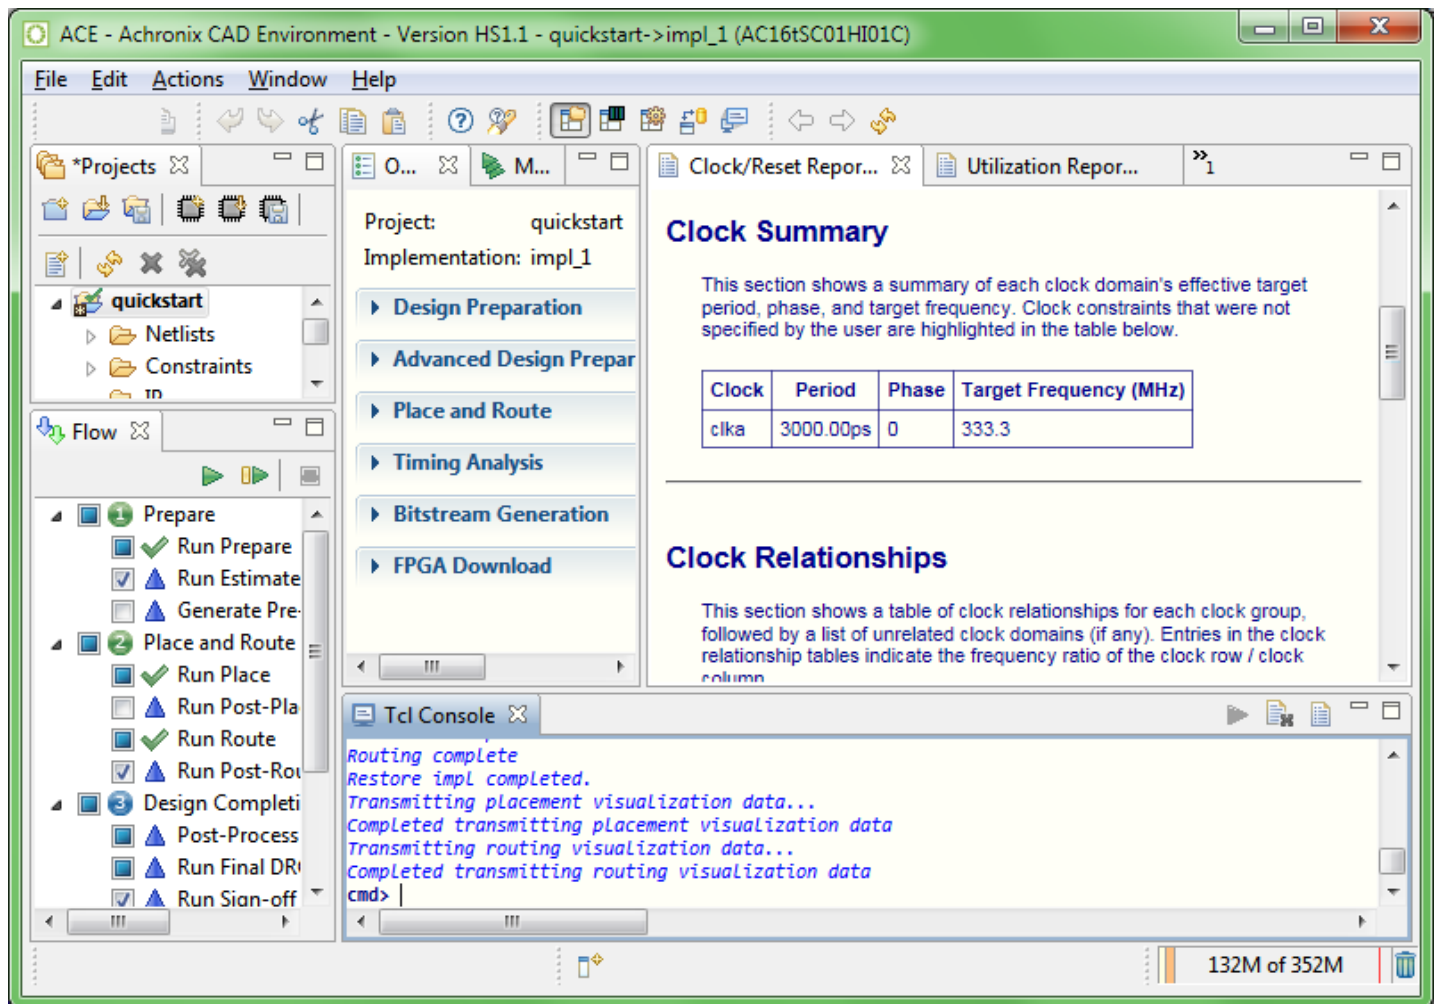 ACE - Achronix CAD Environment - Version HS1.1 - quickstart->impl_1 (AC16tSC01HI01C)
File Edit Actions Window Help
*Projects
quickstart
Netlists
Constraints
IP
Flow
1 Prepare
Run Prepare
Run Estimate
Generate Pre-
2 Place and Route
Run Place
Run Post-Pla
Run Route
Run Post-Rou
3 Design Completi
Post-Process
Run Final DR
Run Sign-off
O... M...
Project: quickstart
Implementation: impl_1
Design Preparation
Advanced Design Prepar
Place and Route
Timing Analysis
Bitstream Generation
FPGA Download
Clock/Reset Repor... Utilization Repor... »1
Clock Summary
This section shows a summary of each clock domain's effective target
period, phase, and target frequency. Clock constraints that were not
specified by the user are highlighted in the table below.
Clock Period Phase Target Frequency (MHz)
clka 3000.00ps 0 333.3
Clock Relationships
This section shows a table of clock relationships for each clock group,
followed by a list of unrelated clock domains (if any). Entries in the clock
relationship tables indicate the frequency ratio of the clock row / clock
column
Tcl Console
Routing complete
Restore impl completed.
Transmitting placement visualization data...
Completed transmitting placement visualization data
Transmitting routing visualization data...
Completed transmitting routing visualization data
cmd>
132M of 352M